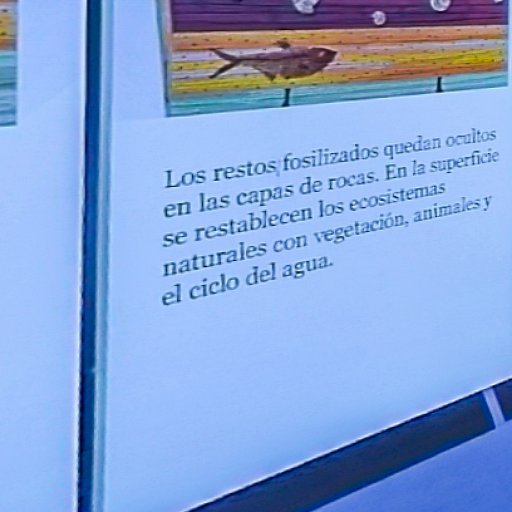 Los restos fosilizados quedan ocultos
en las capas de rocas. En la superficie
se restablecen los ecosistemas
naturales con vegetación, animales y
el ciclo del agua.